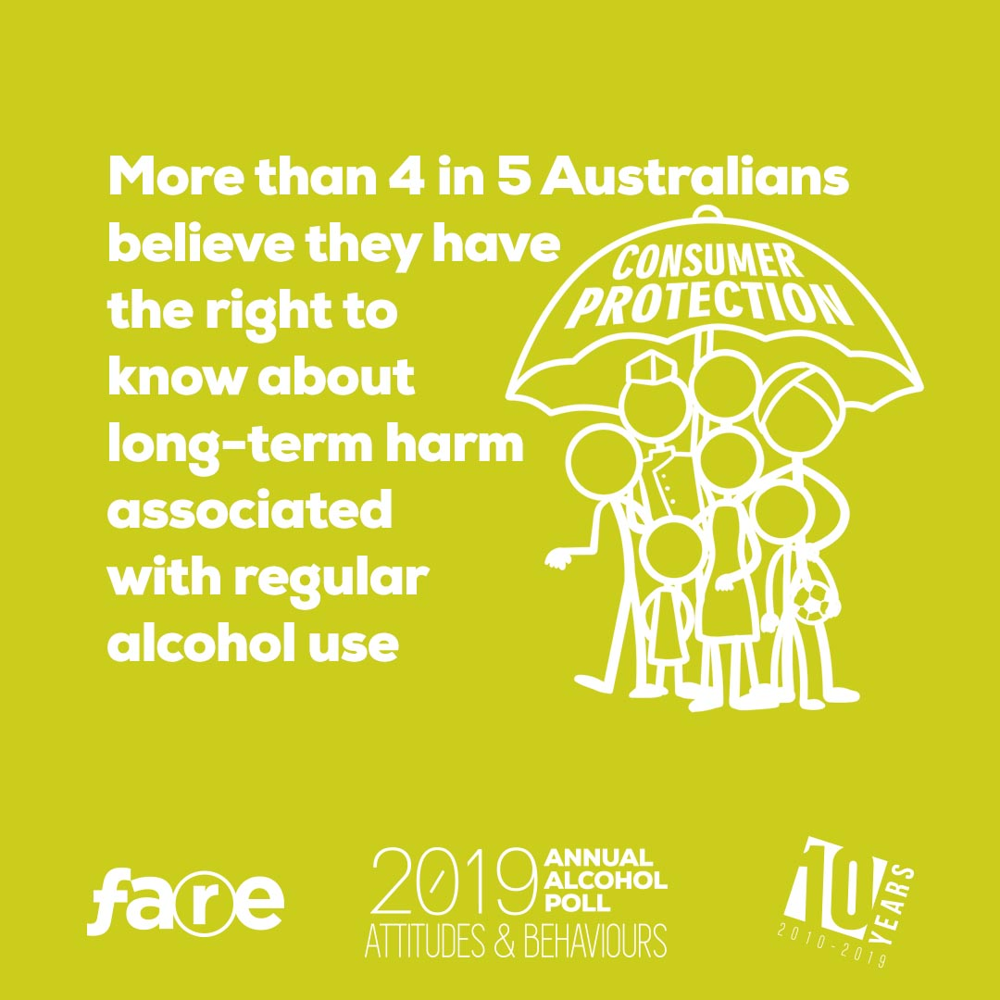 More than 4 in 5 Australians
believe they have
the right to
know about
long-term harm
associated
with regular
alcohol use
CONSUMER
PROTECTION
fare
2019 ANNUAL
ALCOHOL
POLL
ATTITUDES & BEHAVIOURS
10 YEARS
2010-2019